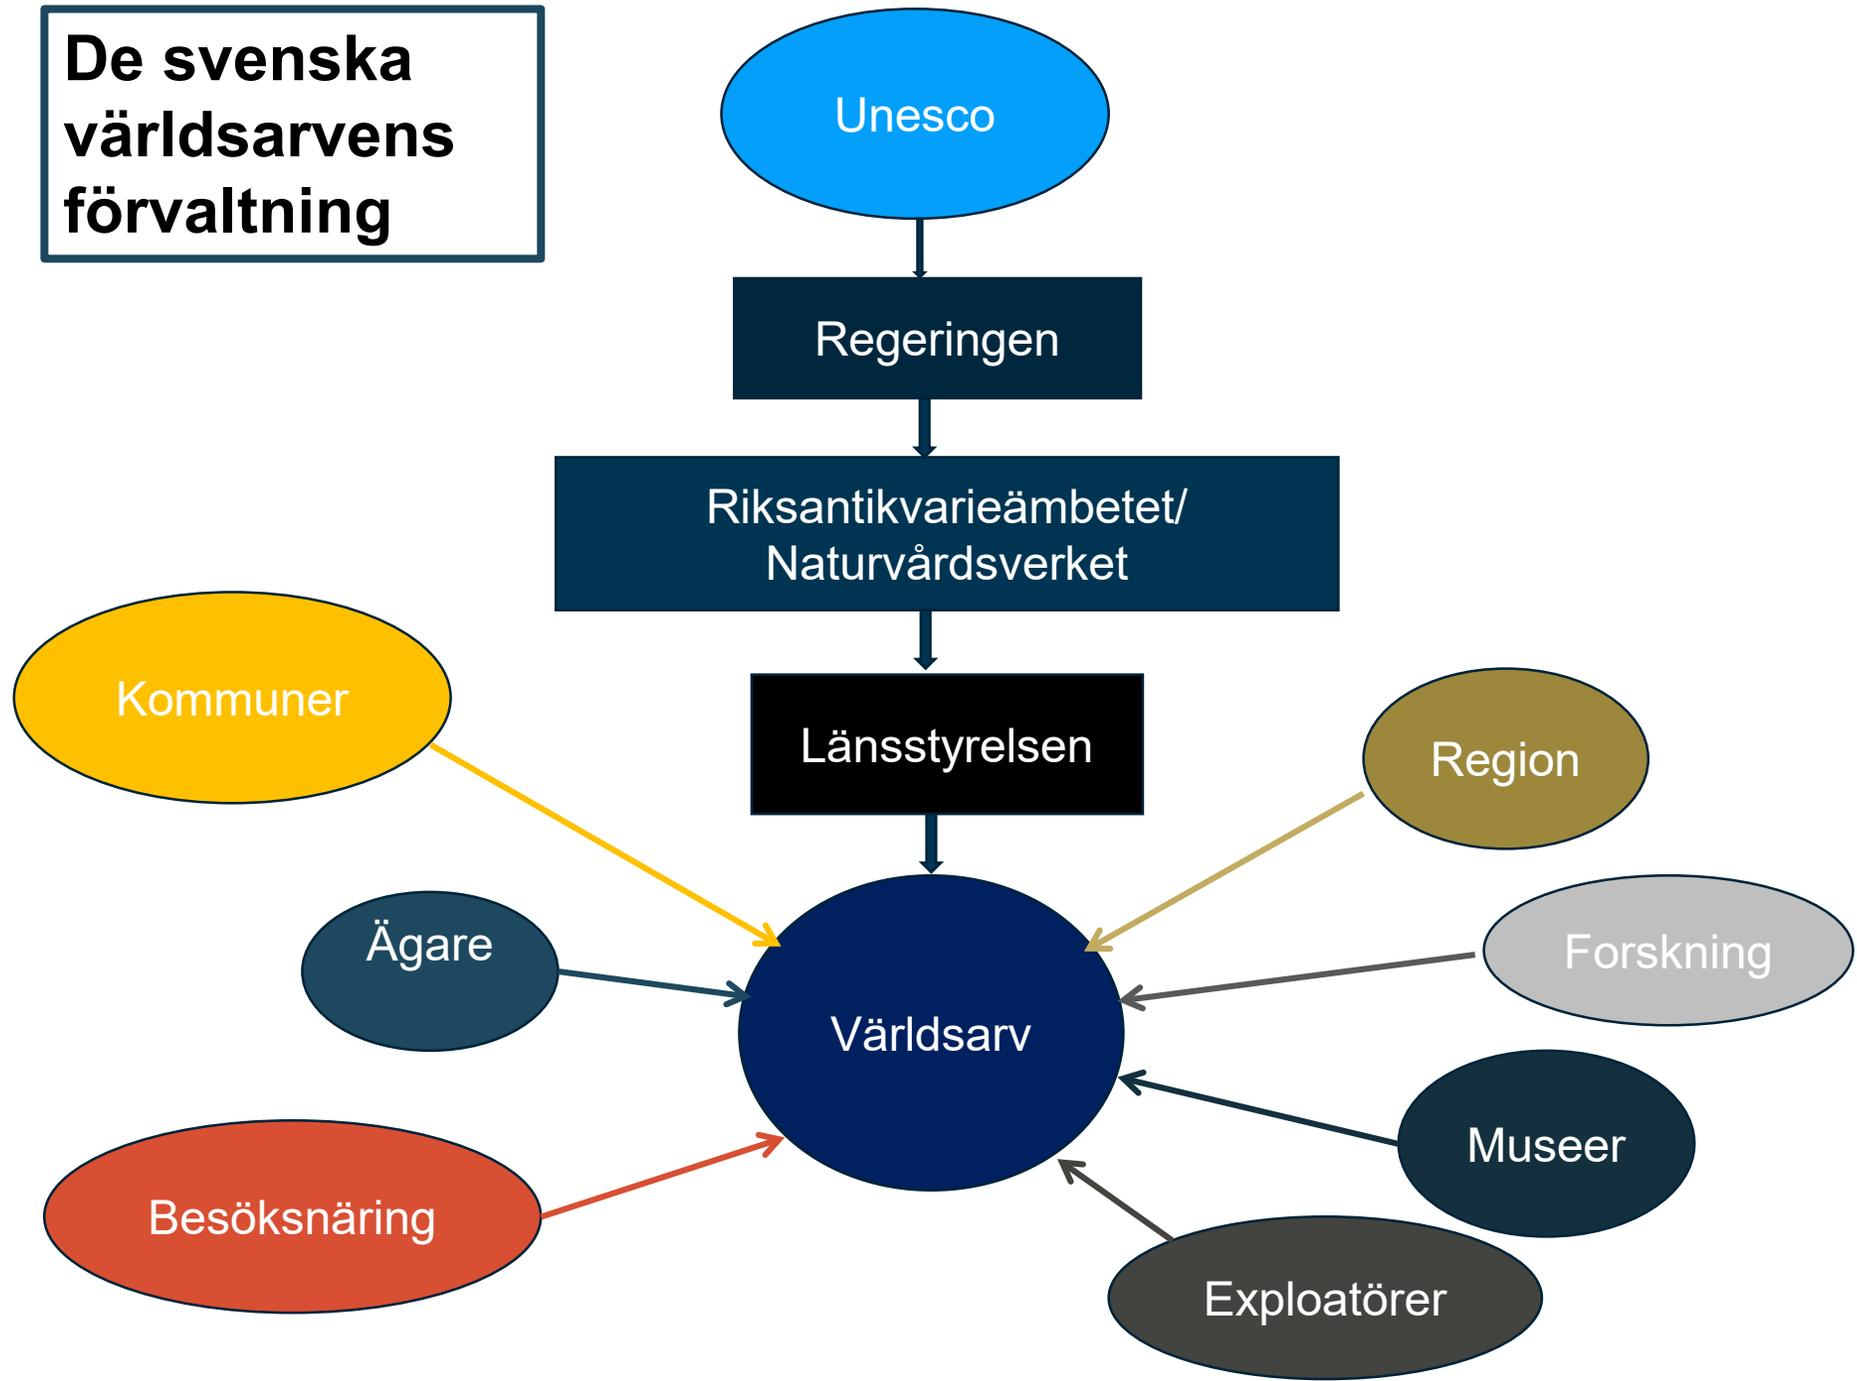 De svenska
världsarvens
förvaltning
Unesco
Regeringen
Riksantikvarieämbetet/
Naturvårdsverket
Kommuner
Länsstyrelsen
Region
Ägare
Forskning
Världsarv
Museer
Besöksnäring
Exploatörer